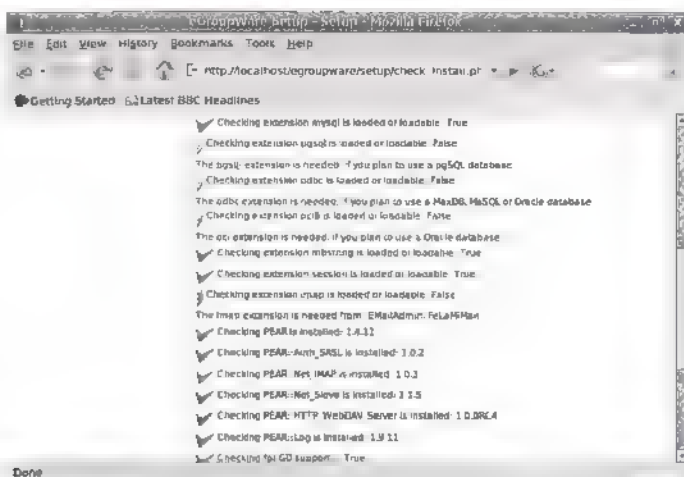 eGroupWare Setup - Setup - Mozilla Firefox
File Edit View History Bookmarks Tools Help
http://localhost/egroupware/setup/check_install.ph
Getting Started Latest BBC Headlines
Checking extension mysql is loaded or loadable: True
Checking extension pgsql is loaded or loadable: False
The pgsql extension is needed, if you plan to use a pgSQL database
Checking extension odbc is loaded or loadable: False
The odbc extension is needed, if you plan to use a MaxDB, MsSQL or Oracle database
Checking extension oci8 is loaded or loadable: False
The oci extension is needed, if you plan to use a Oracle database
Checking extension mbstring is loaded or loadable: True
Checking extension session is loaded or loadable: True
Checking extension imap is loaded or loadable: False
The imap extension is needed from: EMailAdmin, FeLaMiMail
Checking PEAR is installed: 1.4.11
Checking PEAR::Auth_SASL is installed: 1.0.2
Checking PEAR::Net_IMAP is installed: 1.0.3
Checking PEAR::Net_Sieve is installed: 1.1.5
Checking PEAR::HTTP_WebDAV_Server is installed: 1.0.0RC4
Checking PEAR::Log is installed: 1.9.11
Checking for GD support... True
Done